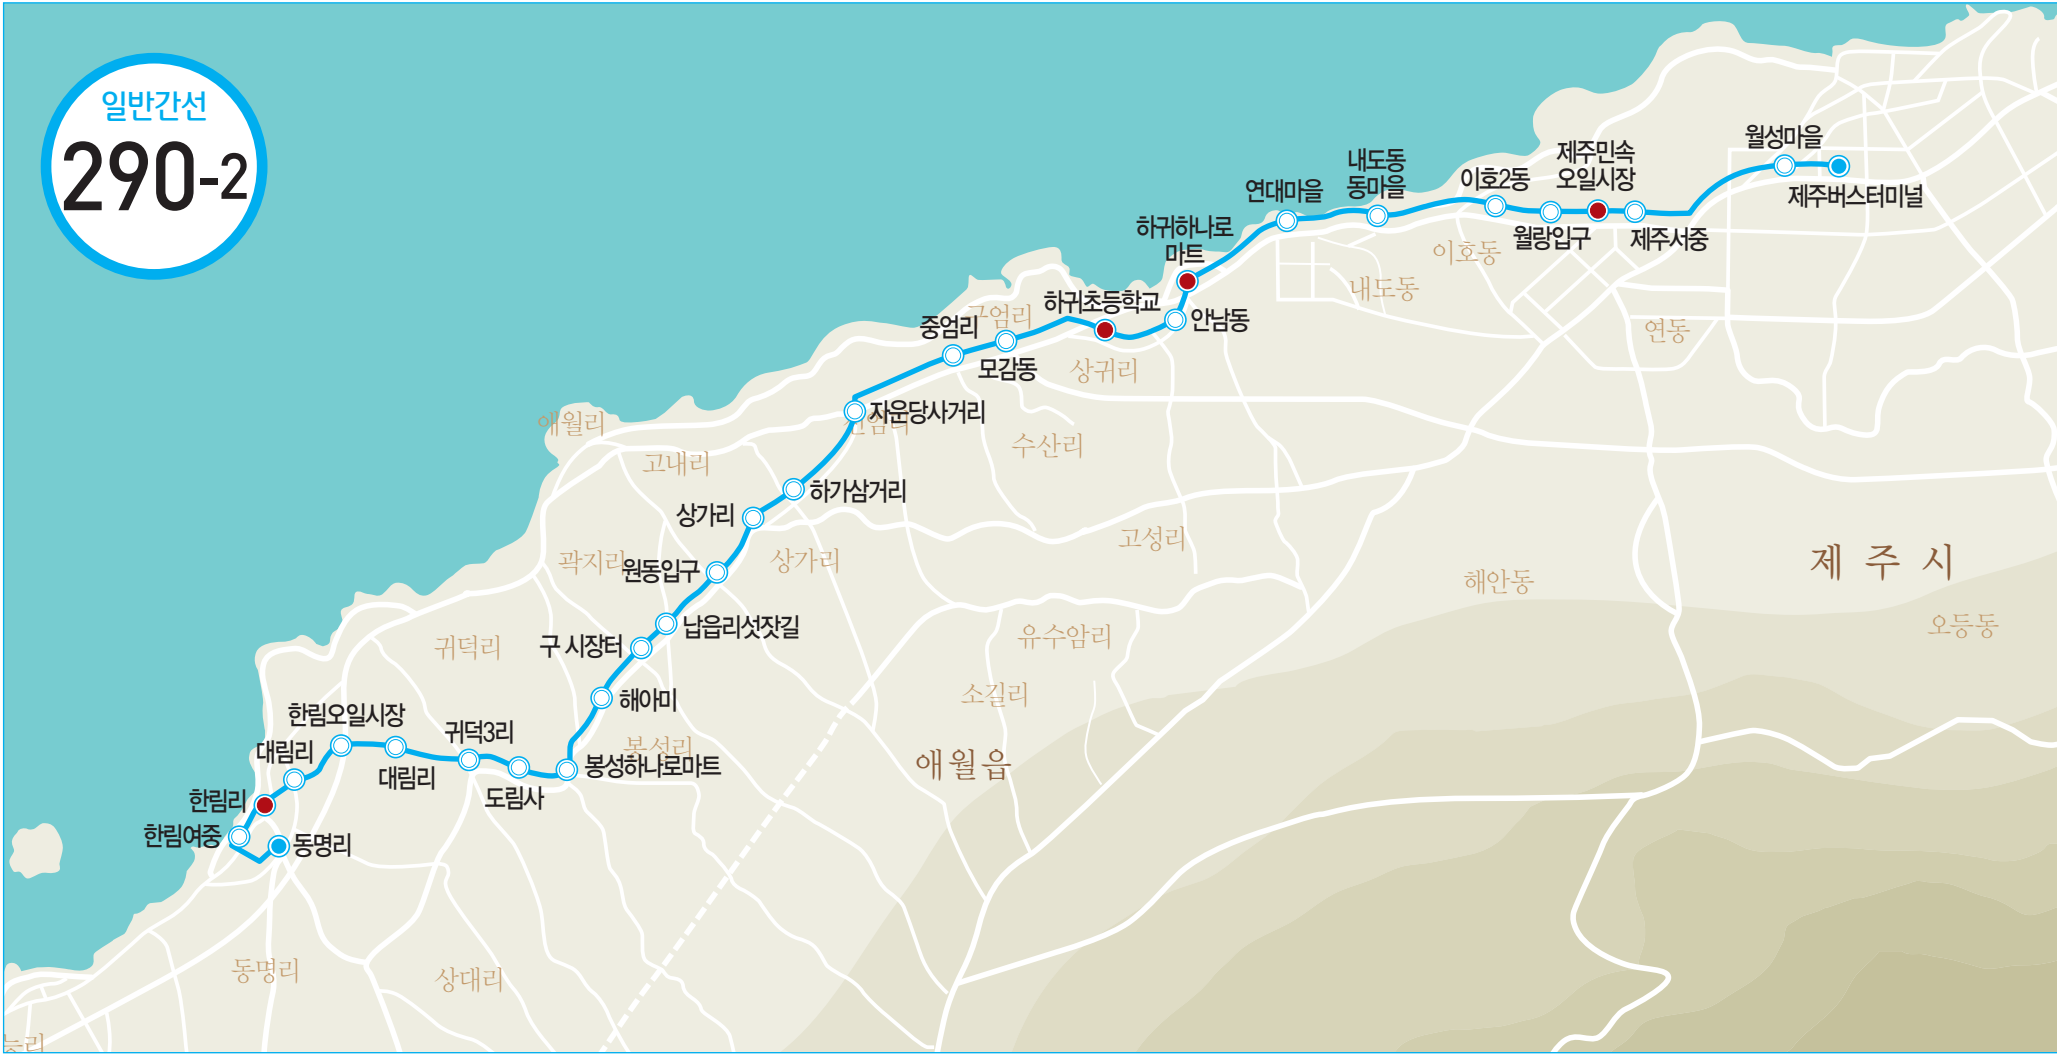 일반간선
290-2
월성마을
제주버스터미널
제주민속
오일시장
제주서중
월랑입구
이호2동
내도동
동마을
연대마을
하귀하나로
마트
안남동
하귀초등학교
모감동
중엄리
자운당사거리
하가삼거리
상가리
원동입구
납읍리섯잣길
구 시장터
해아미
봉성하나로마트
도림사
귀덕3리
대림리
한림오일시장
대림리
한림리
한림여중
동명리
이호동
내도동
연동
구엄리
상귀리
애월리
고내리
수산리
고성리
곽지리
상가리
제 주 시
해안동
오등동
귀덕리
유수암리
소길리
봉성리
애월읍
동명리
상대리